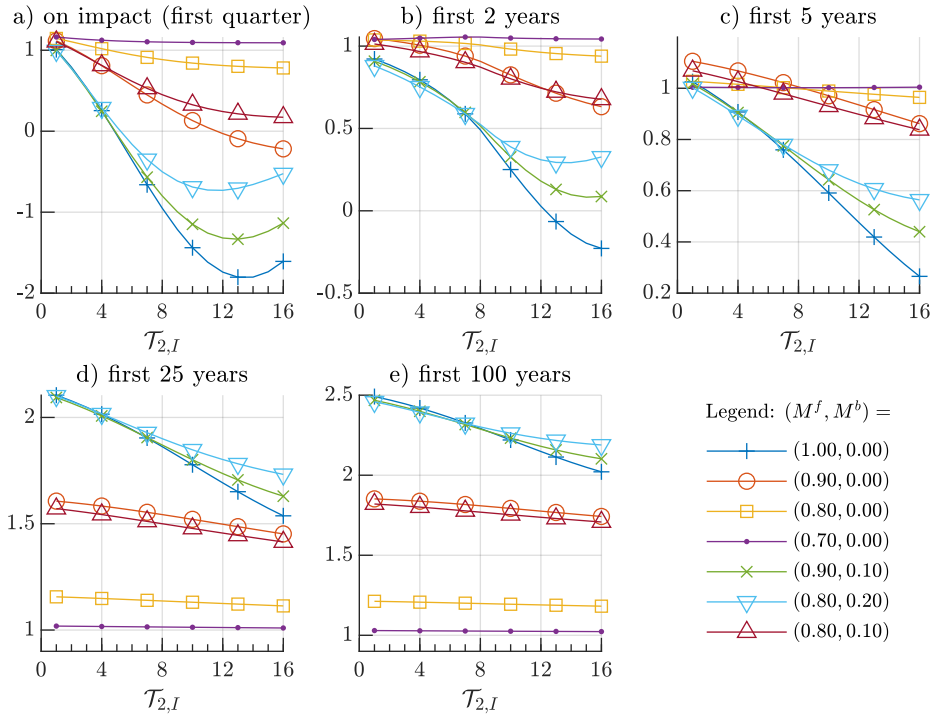 a) on impact (first quarter)
1
0
-1
-2
0 4 8 12 16
𝒯₂,I
b) first 2 years
1
0.5
0
-0.5
0 4 8 12 16
𝒯₂,I
c) first 5 years
1
0.8
0.6
0.4
0.2
0 4 8 12 16
𝒯₂,I
d) first 25 years
2
1.5
1
0 4 8 12 16
𝒯₂,I
e) first 100 years
2.5
2
1.5
1
0 4 8 12 16
𝒯₂,I
Legend: (M^f, M^b) =
(1.00, 0.00)
(0.90, 0.00)
(0.80, 0.00)
(0.70, 0.00)
(0.90, 0.10)
(0.80, 0.20)
(0.80, 0.10)